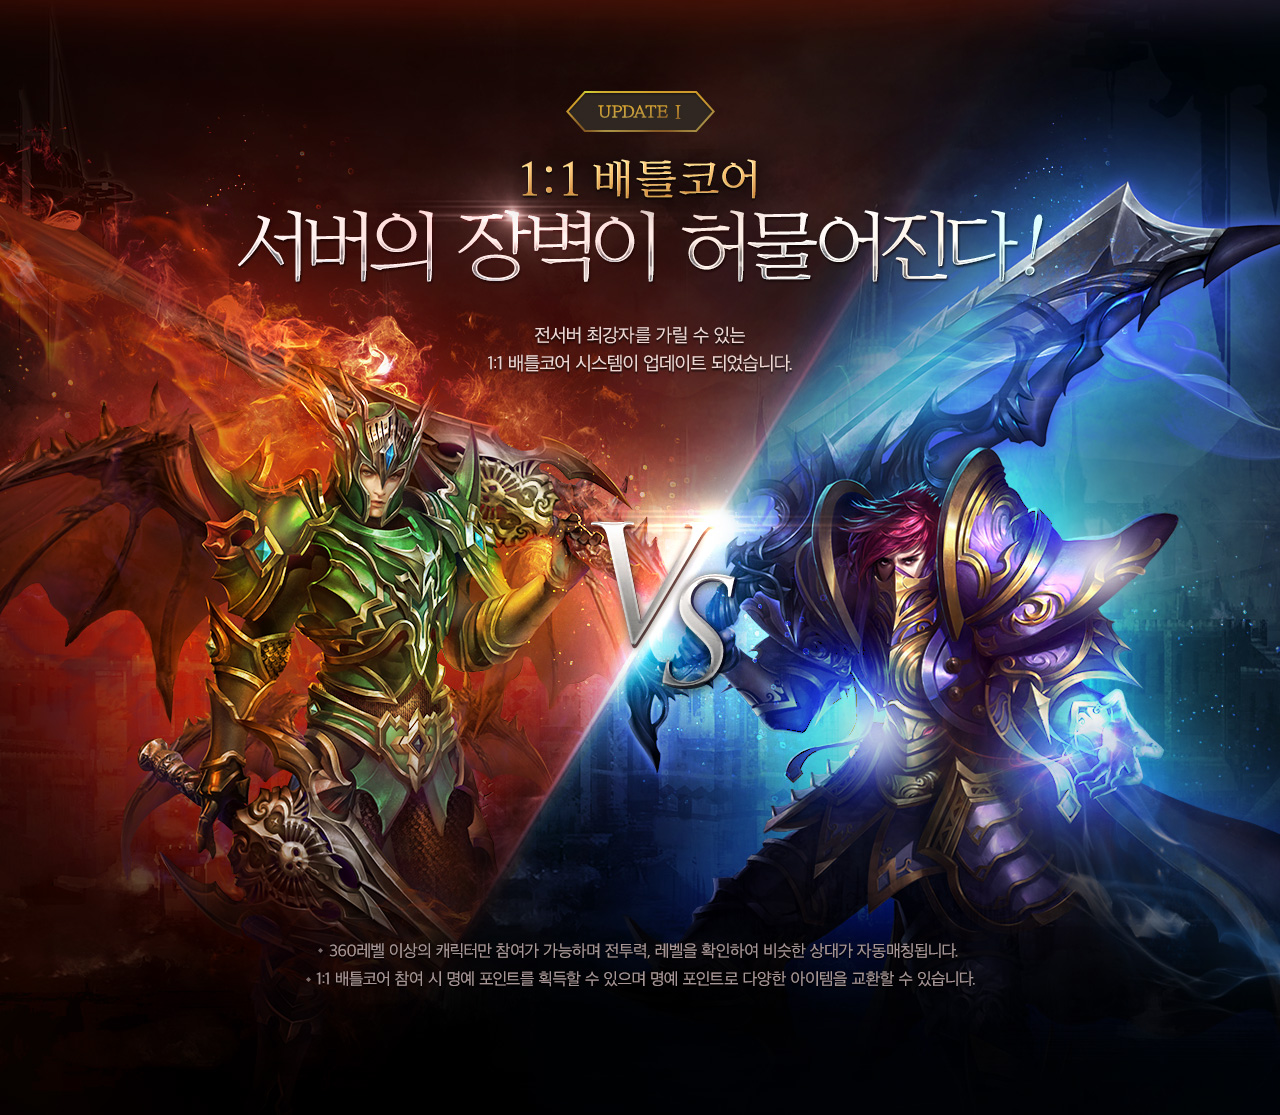 UPDATE I
1:1 배틀코어
서버의 장벽이 허물어진다!
전서버 최강자를 가릴 수 있는
1:1 배틀코어 시스템이 업데이트 되었습니다.
VS
360레벨 이상의 캐릭터만 참여가 가능하며 전투력, 레벨을 확인하여 비슷한 상대가 자동매칭됩니다.
1:1 배틀코어 참여 시 명예 포인트를 획득할 수 있으며 명예 포인트로 다양한 아이템을 교환할 수 있습니다.